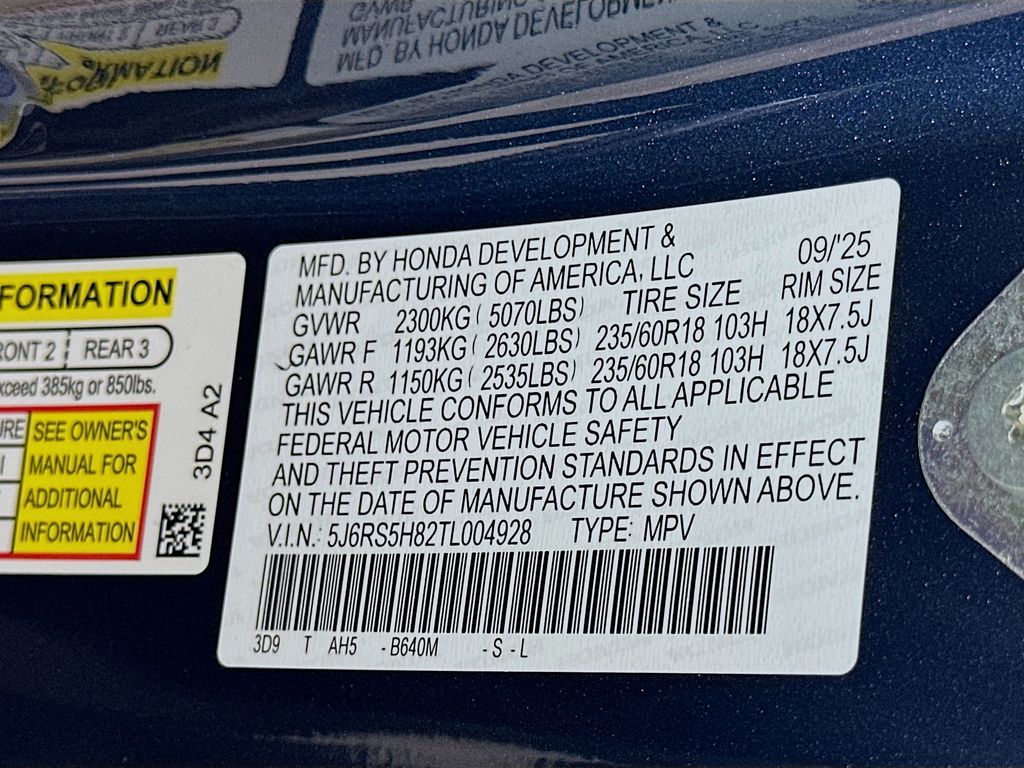 MFD. BY HONDA DEVELOPMENT &
MANUFACTURING OF AMERICA, LLC 09/'25
GVWR 2300KG ( 5070LBS) TIRE SIZE RIM SIZE
GAWR F 1193KG ( 2630LBS) 235/60R18 103H 18X7.5J
GAWR R 1150KG ( 2535LBS) 235/60R18 103H 18X7.5J
THIS VEHICLE CONFORMS TO ALL APPLICABLE
FEDERAL MOTOR VEHICLE SAFETY
AND THEFT PREVENTION STANDARDS IN EFFECT
ON THE DATE OF MANUFACTURE SHOWN ABOVE.
V.I.N.: 5J6RS5H82TL004928 TYPE: MPV
3D9 T AH5 - B640M - S - L
FORMATION
RONT 2 REAR 3
xceed 385kg or 850lbs.
URE SEE OWNER'S
MANUAL FOR
ADDITIONAL
INFORMATION
3D4 A2